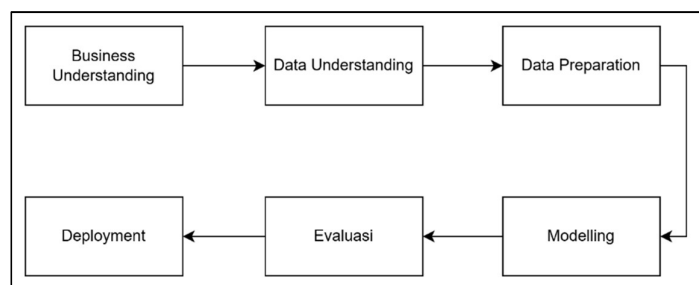 Business
Understanding
Data Understanding
Data Preparation
Modelling
Evaluasi
Deployment